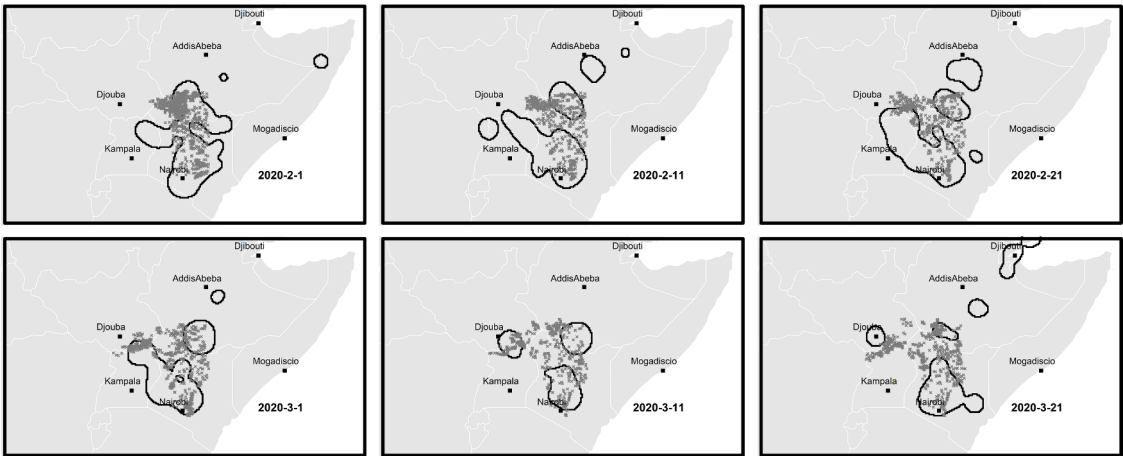 Djibouti
AddisAbeba
Djouba
Mogadiscio
Kampala
Nairobi
2020-2-1
Djibouti
AddisAbeba
Djouba
Mogadiscio
Kampala
Nairobi
2020-2-11
Djibouti
AddisAbeba
Djouba
Mogadiscio
Kampala
Nairobi
2020-2-21
Djibouti
AddisAbeba
Djouba
Mogadiscio
Kampala
Nairobi
2020-3-1
Djibouti
AddisAbeba
Djouba
Mogadiscio
Kampala
Nairobi
2020-3-11
Djibouti
AddisAbeba
Djouba
Mogadiscio
Kampala
Nairobi
2020-3-21